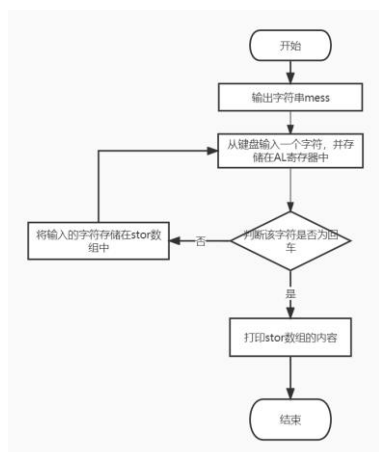 开始
输出字符串mess
从键盘输入一个字符，并存
储在AL寄存器中
将输入的字符存储在stor数
组中
否
判断该字符是否为回
车
是
打印stor数组的内容
结束